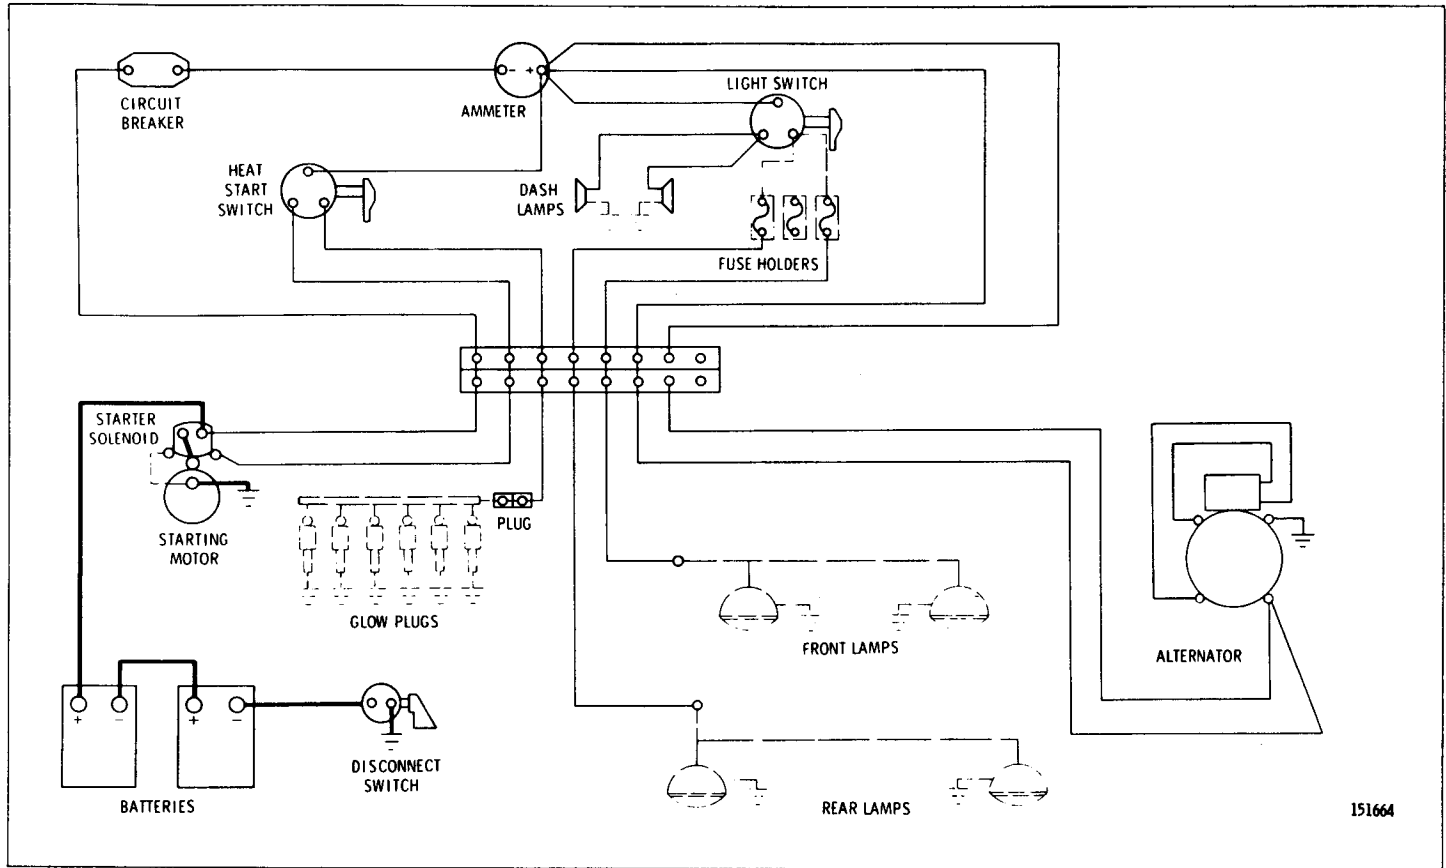 - +
CIRCUIT
BREAKER
AMMETER
LIGHT SWITCH
HEAT
START
SWITCH
DASH
LAMPS
FUSE HOLDERS
STARTER
SOLENOID
STARTING
MOTOR
PLUG
GLOW PLUGS
FRONT LAMPS
ALTERNATOR
+ - + -
DISCONNECT
SWITCH
BATTERIES
REAR LAMPS
151664